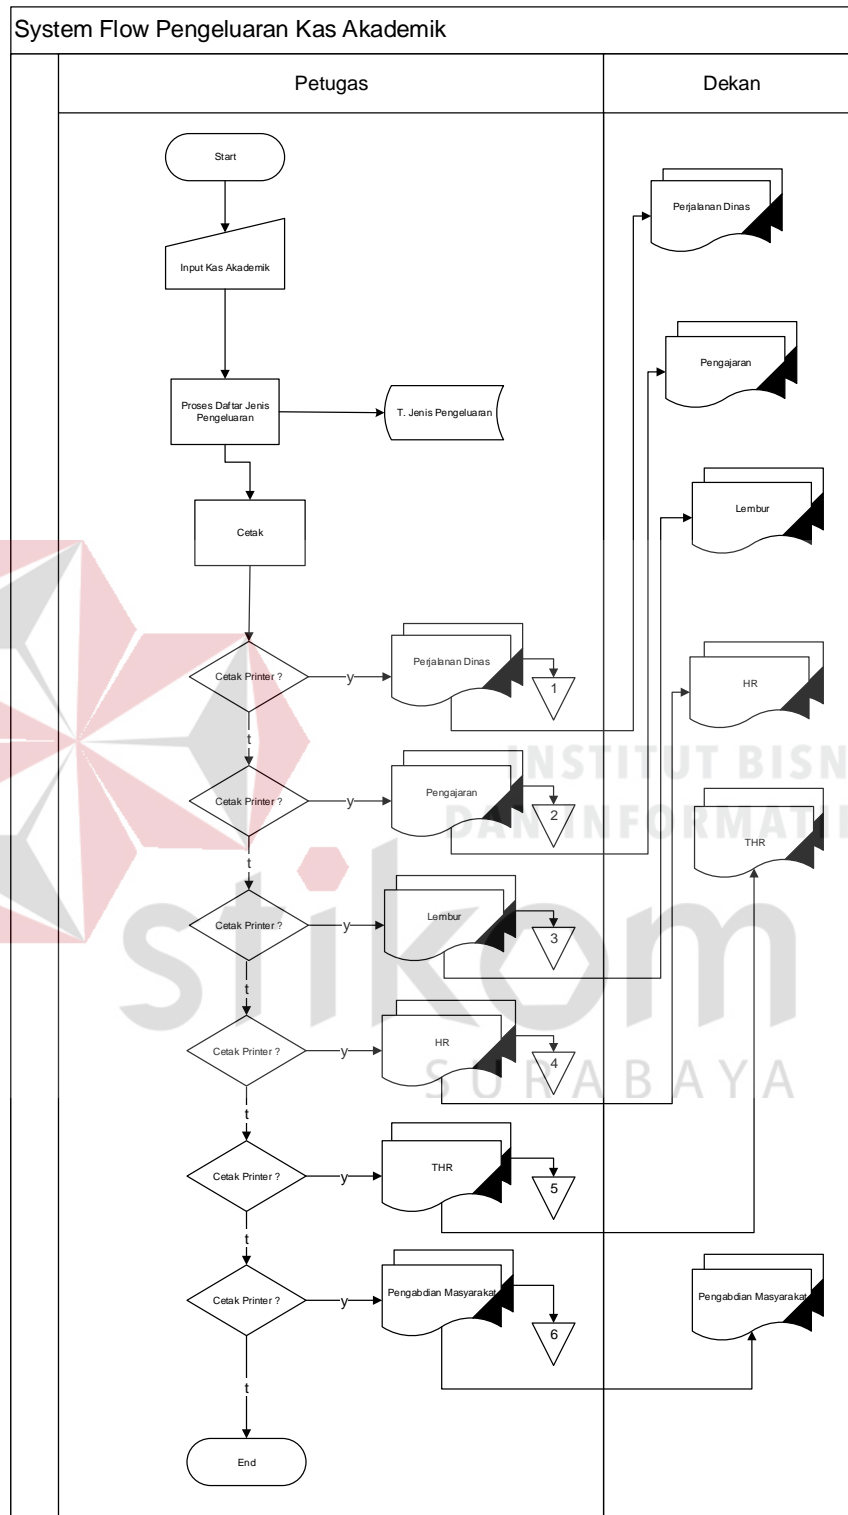 System Flow Pengeluaran Kas Akademik
Petugas
Dekan
Start
Perjalanan Dinas
Input Kas Akademik
Pengajaran
Proses Daftar Jenis
Pengeluaran
T. Jenis Pengeluaran
Lembur
Cetak
Cetak Printer ?
y
Perjalanan Dinas
1
HR
t
INSTITUT BISN
DAN INFORMATI
Cetak Printer ?
y
Pengajaran
2
THR
t
stikom
SURABAYA
Cetak Printer ?
y
Lembur
3
t
Cetak Printer ?
y
HR
4
t
Cetak Printer ?
y
THR
5
t
Cetak Printer ?
y
Pengabdian Masyarakat
6
Pengabdian Masyarakat
t
End